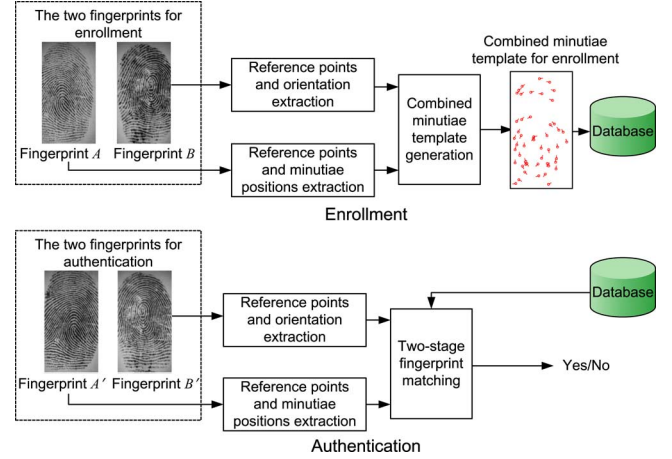 The two fingerprints for
enrollment
Fingerprint A
Fingerprint B
Reference points
and orientation
extraction
Reference points
and minutiae
positions extraction
Combined
minutiae
template
generation
Combined minutiae
template for enrollment
Database
Enrollment
The two fingerprints for
authentication
Fingerprint A′
Fingerprint B′
Reference points
and orientation
extraction
Reference points
and minutiae
positions extraction
Two-stage
fingerprint
matching
Database
Yes/No
Authentication